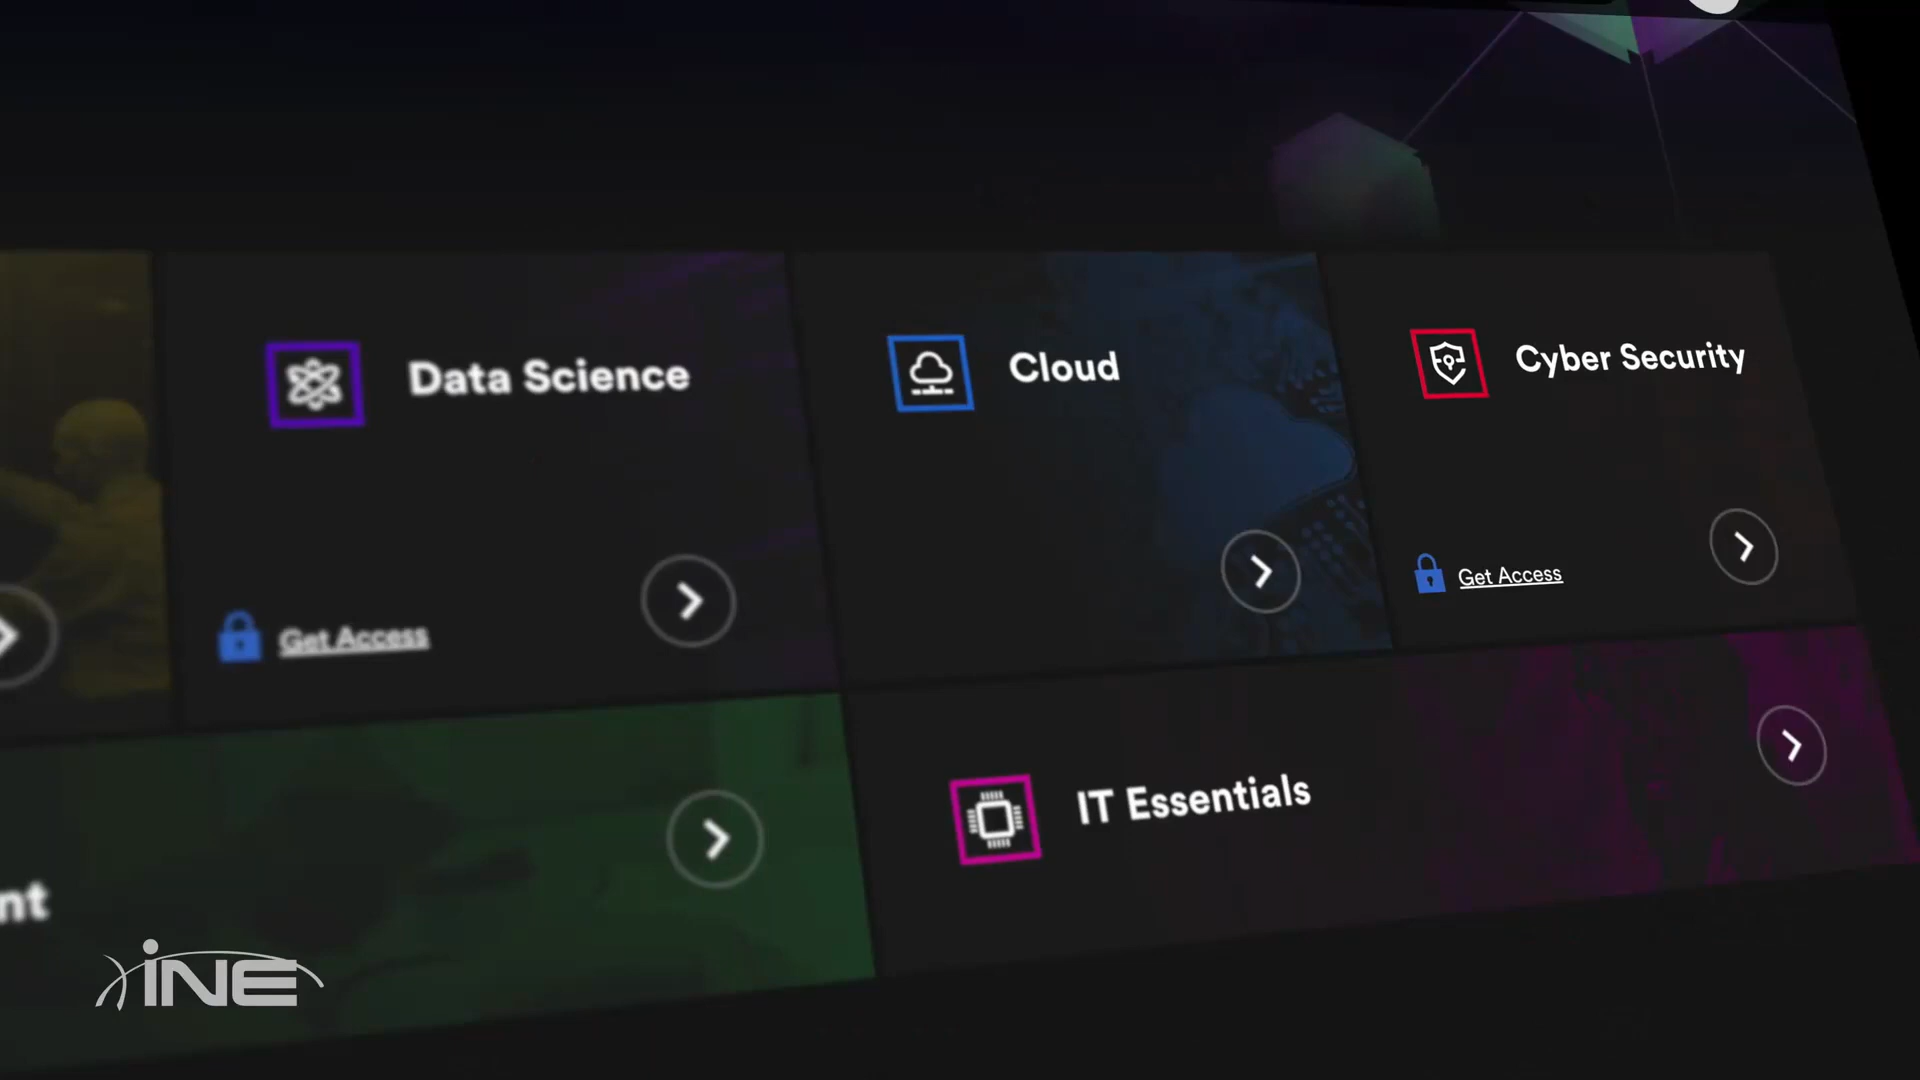 Data Science
Cloud
Cyber Security
Get Access
Get Access
IT Essentials
nt
iNE